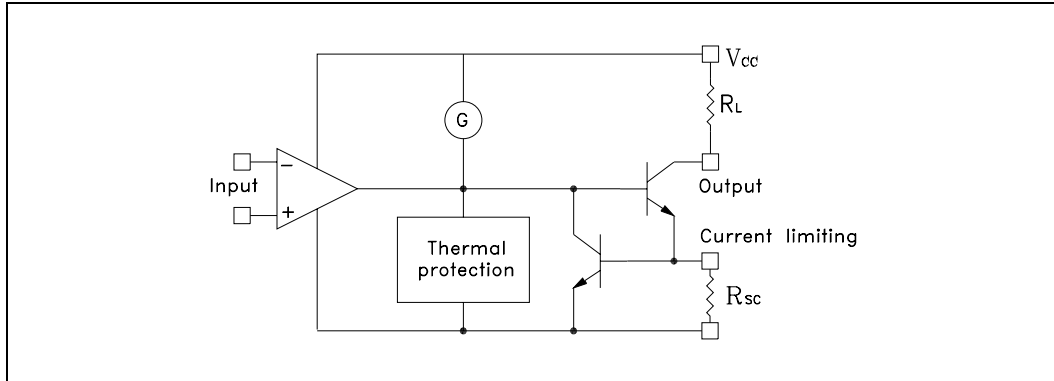 Vcc
RL
G
−
Input
+
Output
Thermal
protection
Current limiting
Rsc